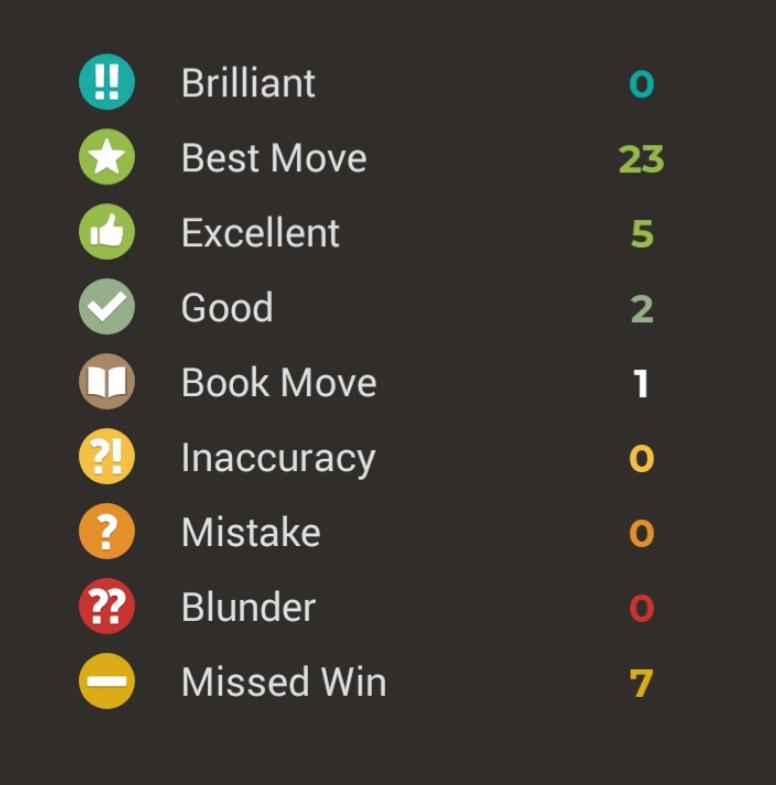 !! Brilliant 0
Best Move 23
Excellent 5
Good 2
Book Move 1
?! Inaccuracy 0
? Mistake 0
?? Blunder 0
Missed Win 7